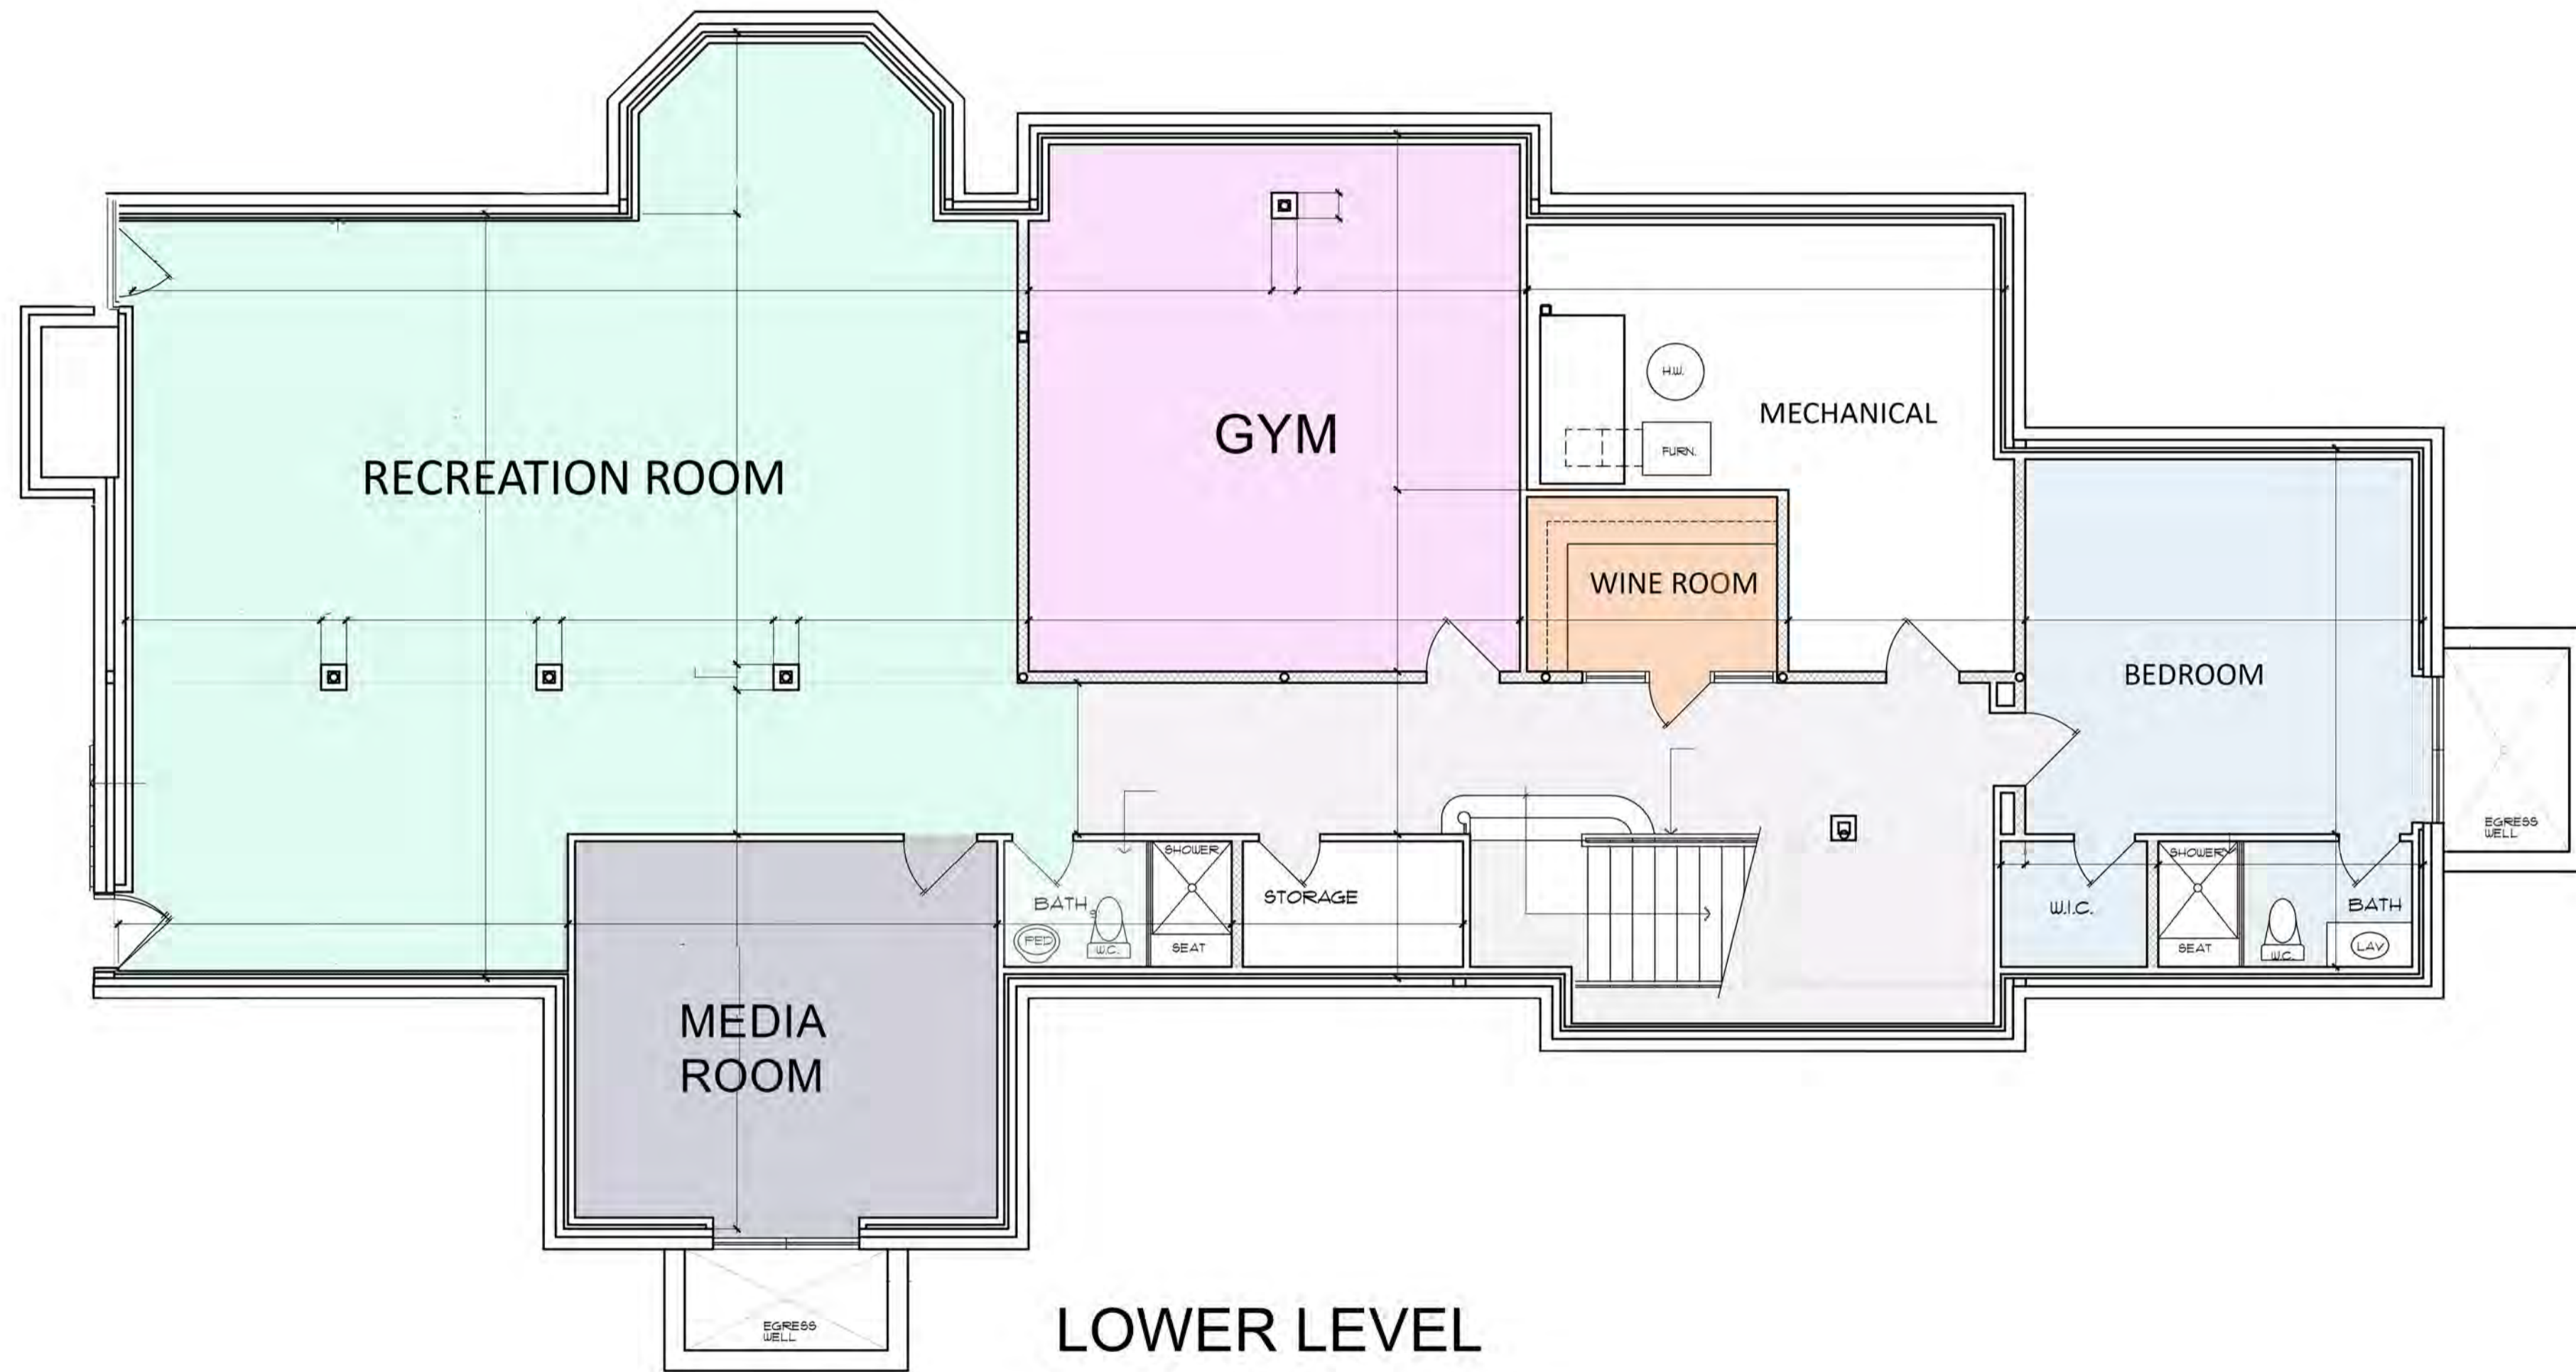 H.W.
MECHANICAL
GYM
FURN.
RECREATION ROOM
WINE ROOM
BEDROOM
EGRESS
WELL
SHOWER
SHOWER
STORAGE
BATH
W.I.C.
BATH
PED
W.C.
SEAT
SEAT
W.C.
LAV
MEDIA
ROOM
EGRESS
WELL
LOWER LEVEL